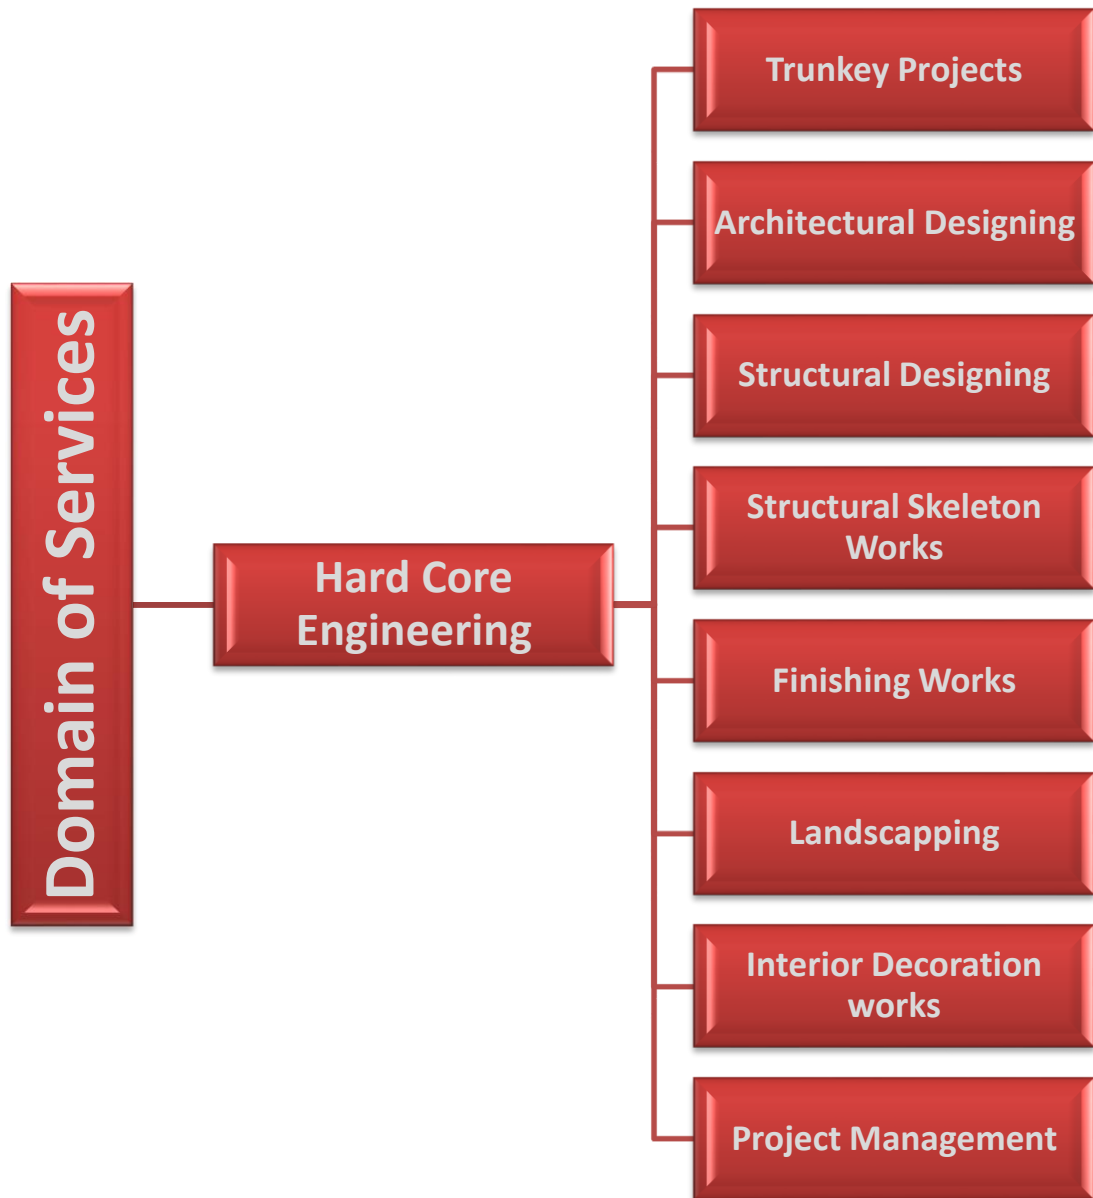 Domain of Services
Hard Core
Engineering
Trunkey Projects
Architectural Designing
Structural Designing
Structural Skeleton
Works
Finishing Works
Landscapping
Interior Decoration
works
Project Management